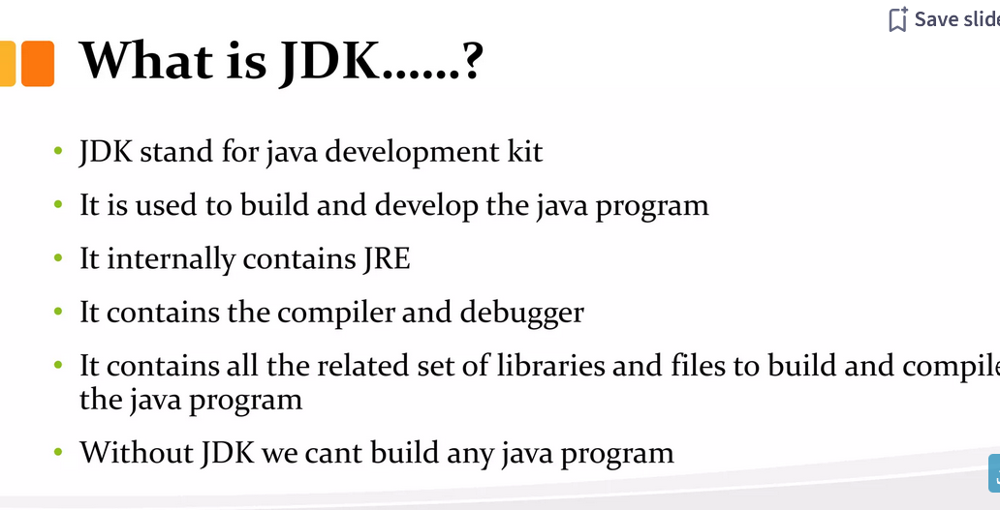 Save slide
What is JDK......?
• JDK stand for java development kit
• It is used to build and develop the java program
• It internally contains JRE
• It contains the compiler and debugger
• It contains all the related set of libraries and files to build and compile
the java program
• Without JDK we cant build any java program